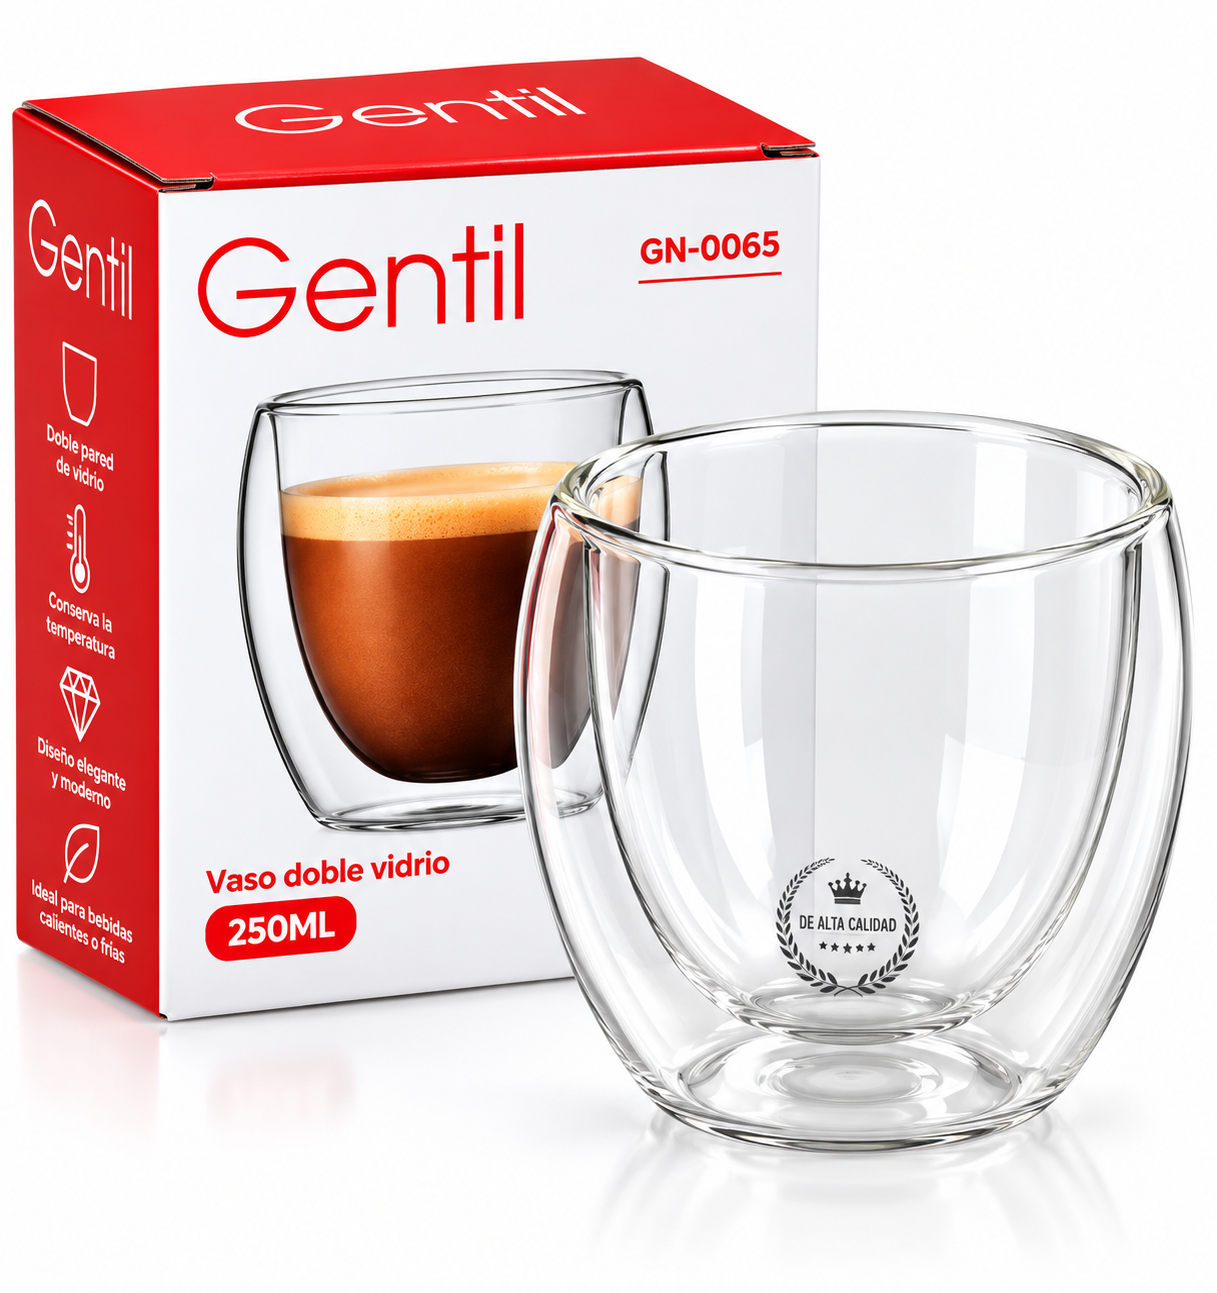 Gentil
Gentil
Doble pared
de vidrio
Conserva la
temperatura
Diseño elegante
y moderno
Ideal para bebidas
calientes o frías
Gentil
GN-0065
Vaso doble vidrio
250ML
DE ALTA CALIDAD